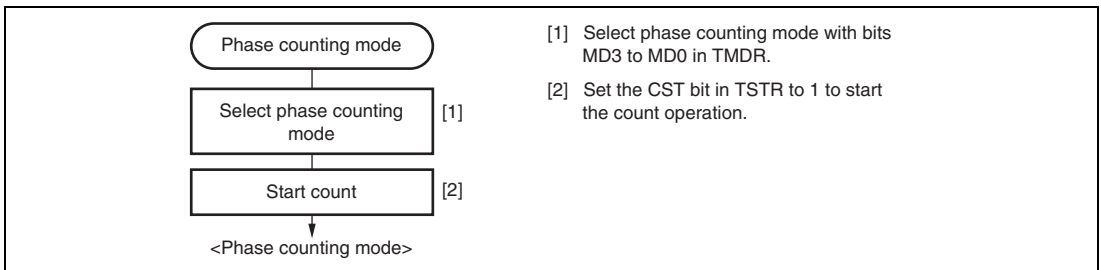 Phase counting mode
Select phase counting
mode
[1]
Start count
[2]
<Phase counting mode>
[1] Select phase counting mode with bits
MD3 to MD0 in TMDR.
[2] Set the CST bit in TSTR to 1 to start
the count operation.